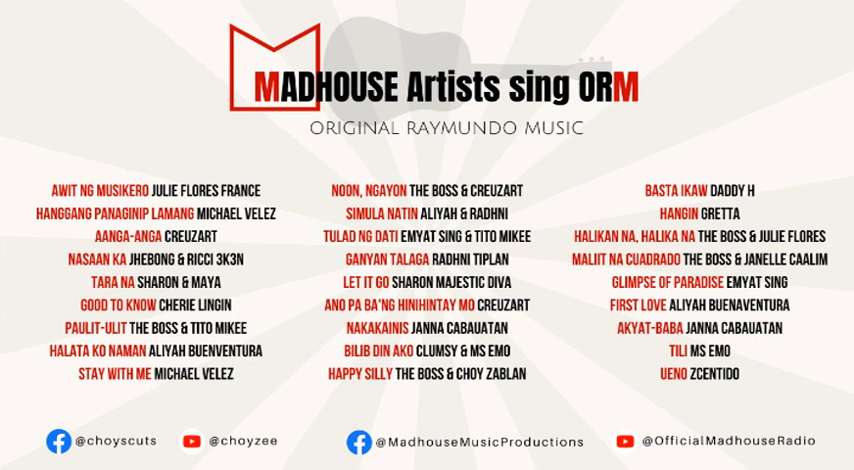 MADHOUSE Artists sing ORM
ORIGINAL RAYMUNDO MUSIC
AWIT NG MUSIKERO JULIE FLORES FRANCE
HANGGANG PANAGINIP LAMANG MICHAEL VELEZ
AANGA-ANGA CREUZART
NASAAN KA JHEBONG & RICCI 3K3N
TARA NA SHARON & MAYA
GOOD TO KNOW CHERIE LINGIN
PAULIT-ULIT THE BOSS & TITO MIKEE
HALATA KO NAMAN ALIYAH BUENVENTURA
STAY WITH ME MICHAEL VELEZ
NOON, NGAYON THE BOSS & CREUZART
SIMULA NATIN ALIYAH & RADHNI
TULAD NG DATI EMYAT SING & TITO MIKEE
GANYAN TALAGA RADHNI TIPLAN
LET IT GO SHARON MAJESTIC DIVA
ANO PA BA'NG HINIHINTAY MO CREUZART
NAKAKAINIS JANNA CABAUATAN
BILIB DIN AKO CLUMSY & MS EMO
HAPPY SILLY THE BOSS & CHOY ZABLAN
BASTA IKAW DADDY H
HANGIN GRETTA
HALIKAN NA, HALIKA NA THE BOSS & JULIE FLORES
MALIIT NA CUADRADO THE BOSS & JANELLE CAALIM
GLIMPSE OF PARADISE EMYAT SING
FIRST LOVE ALIYAH BUENAVENTURA
AKYAT-BABA JANNA CABAUATAN
TILI MS EMO
UENO ZCENTIDO
@choyscuts
@choyzee
@MadhouseMusicProductions
@OfficialMadhouseRadio